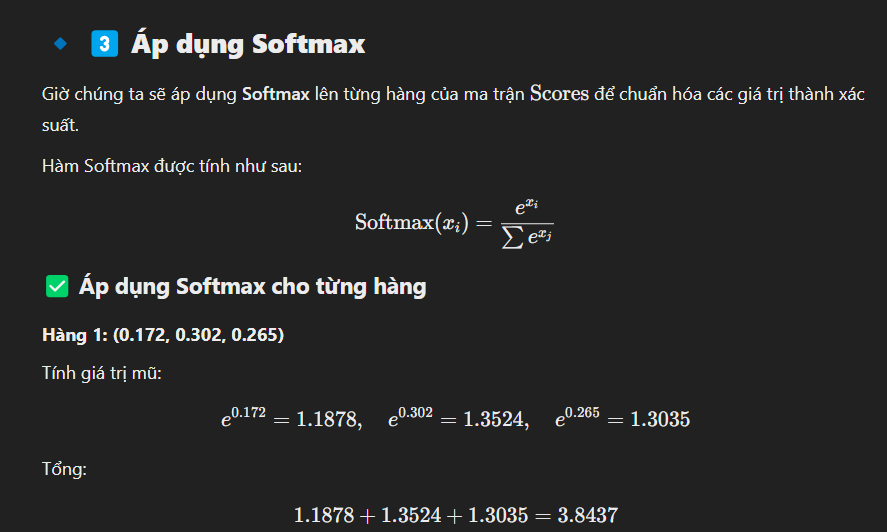 🔹 3️⃣ Áp dụng Softmax
Giờ chúng ta sẽ áp dụng Softmax lên từng hàng của ma trận Scores để chuẩn hóa các giá trị thành xác
suất.
Hàm Softmax được tính như sau:
Softmax(xᵢ) = e^{xᵢ} / ∑ e^{xⱼ}
✅ Áp dụng Softmax cho từng hàng
Hàng 1: (0.172, 0.302, 0.265)
Tính giá trị mũ:
e^{0.172} = 1.1878, e^{0.302} = 1.3524, e^{0.265} = 1.3035
Tổng:
1.1878 + 1.3524 + 1.3035 = 3.8437